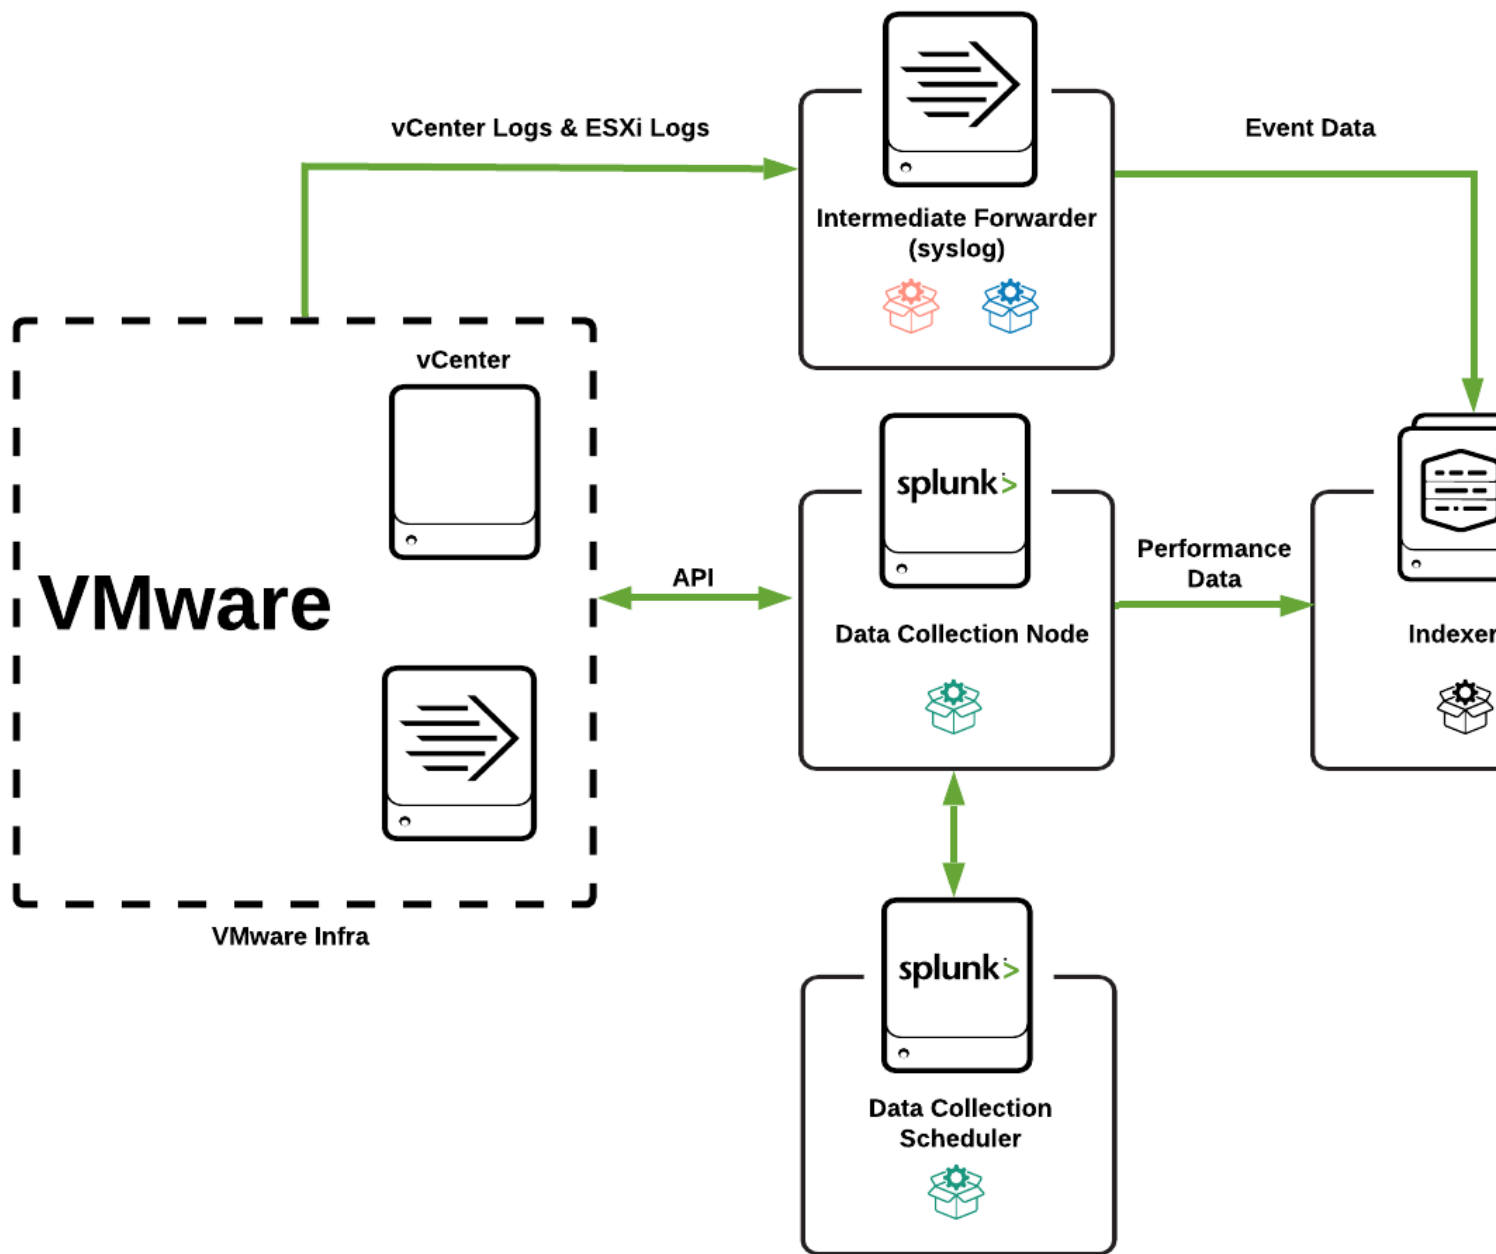 vCenter Logs & ESXi Logs
Event Data
Intermediate Forwarder
(syslog)
vCenter
VMware
VMware Infra
API
splunk>
Data Collection Node
Performance
Data
Indexer
splunk>
Data Collection
Scheduler